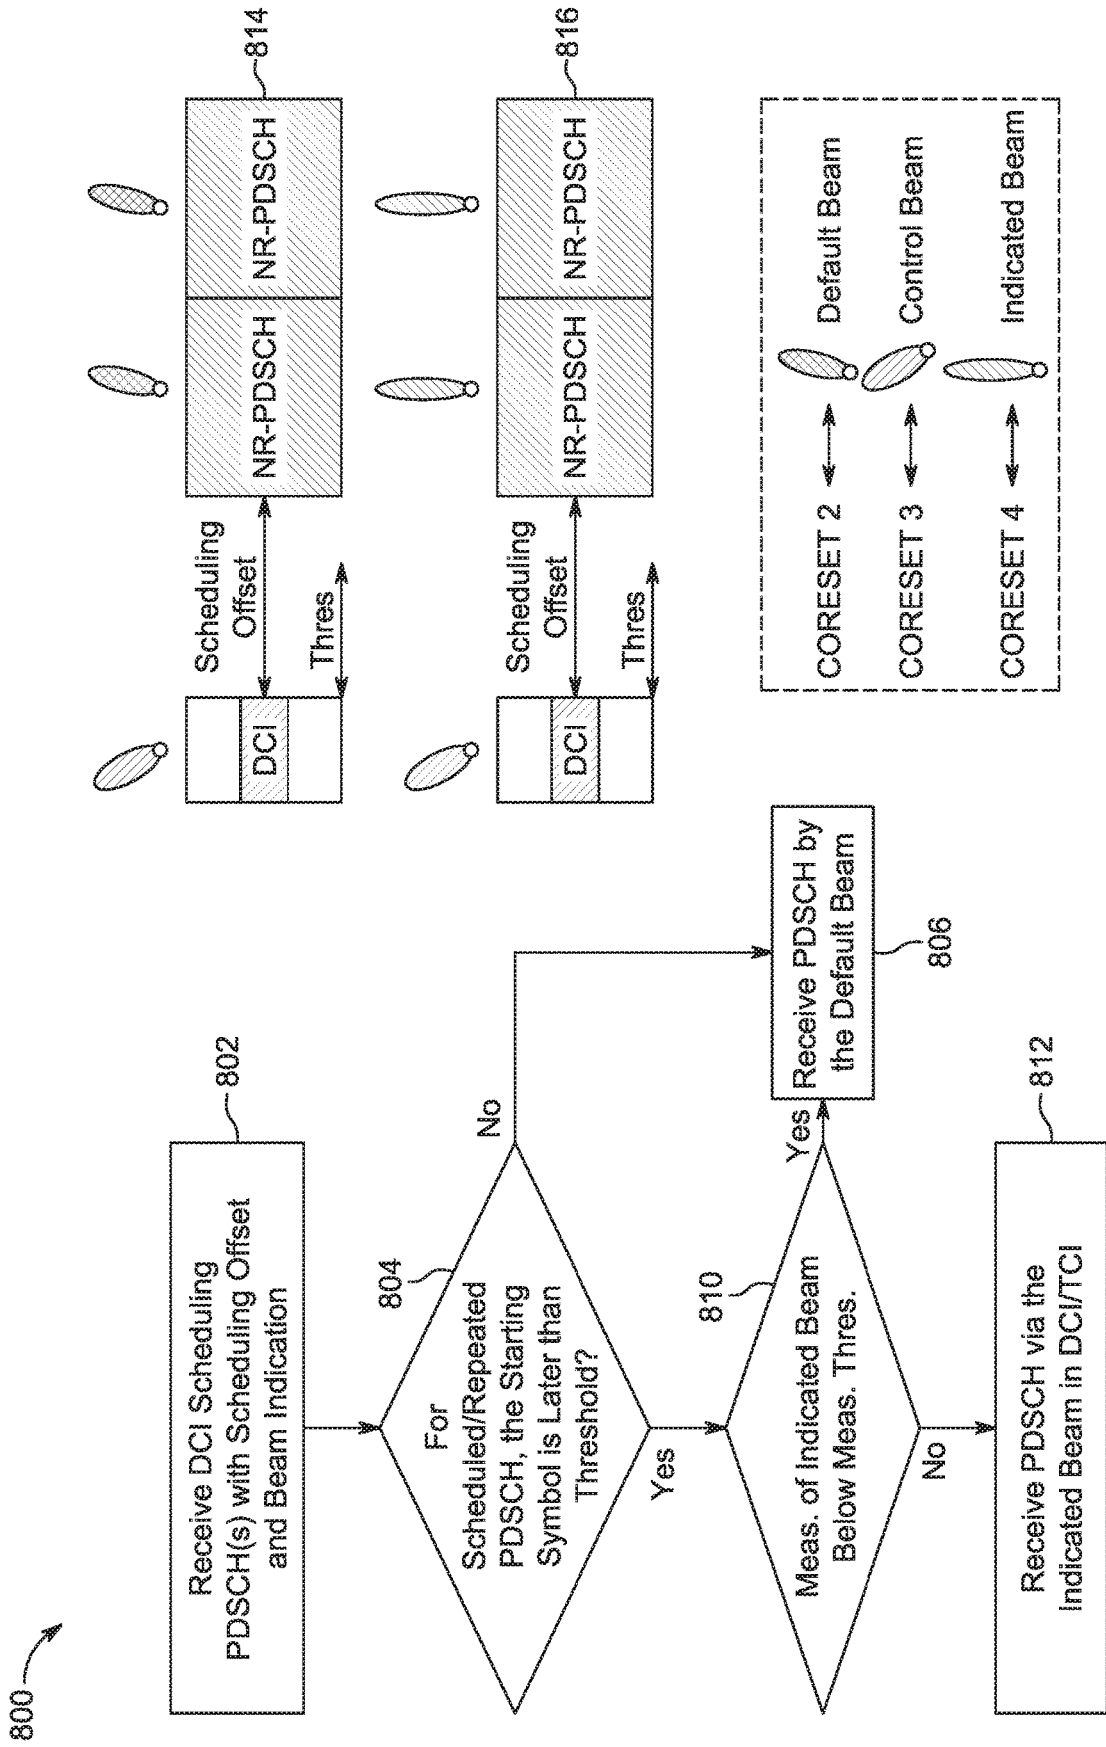 800
802
Receive DCI Scheduling
PDSCH(s) with Scheduling Offset
and Beam Indication
804
For
Scheduled/Repeated
PDSCH, the Starting
Symbol is Later than
Threshold?
No
Yes
810
Meas. of Indicated Beam
Below Meas. Thres.
Yes
No
Receive PDSCH by
the Default Beam
806
812
Receive PDSCH via the
Indicated Beam in DCI/TCI
DCI
Scheduling
Offset
Thres
NR-PDSCH
NR-PDSCH
814
DCI
Scheduling
Offset
Thres
NR-PDSCH
NR-PDSCH
816
CORESET 2
Default Beam
CORESET 3
Control Beam
CORESET 4
Indicated Beam